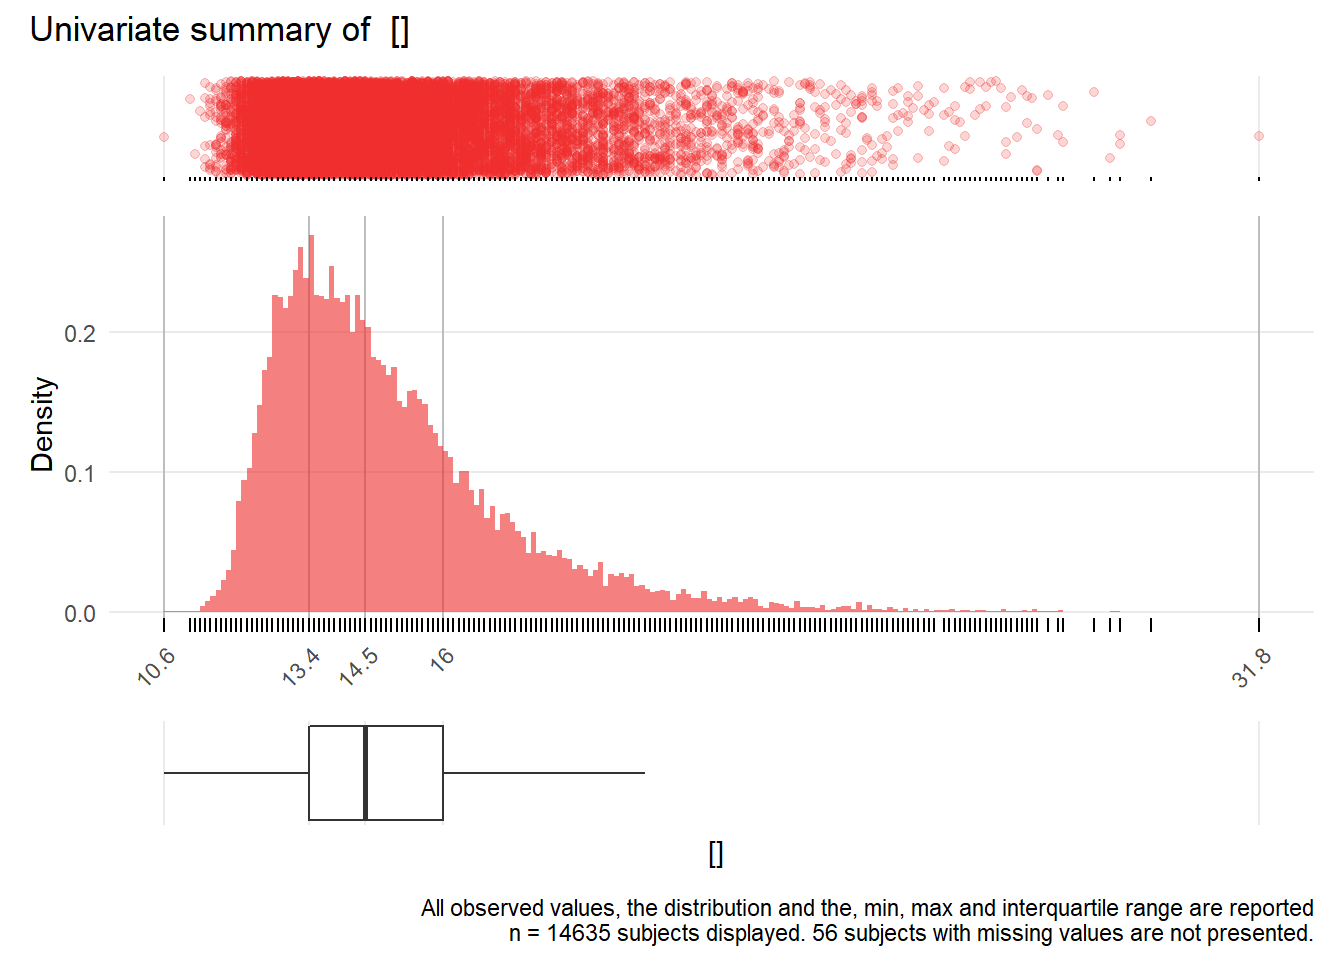 Univariate summary of  []
Density
0.2
0.1
0.0
10.6
13.4
14.5
16
31.8
[]
All observed values, the distribution and the, min, max and interquartile range are reported
n = 14635 subjects displayed. 56 subjects with missing values are not presented.